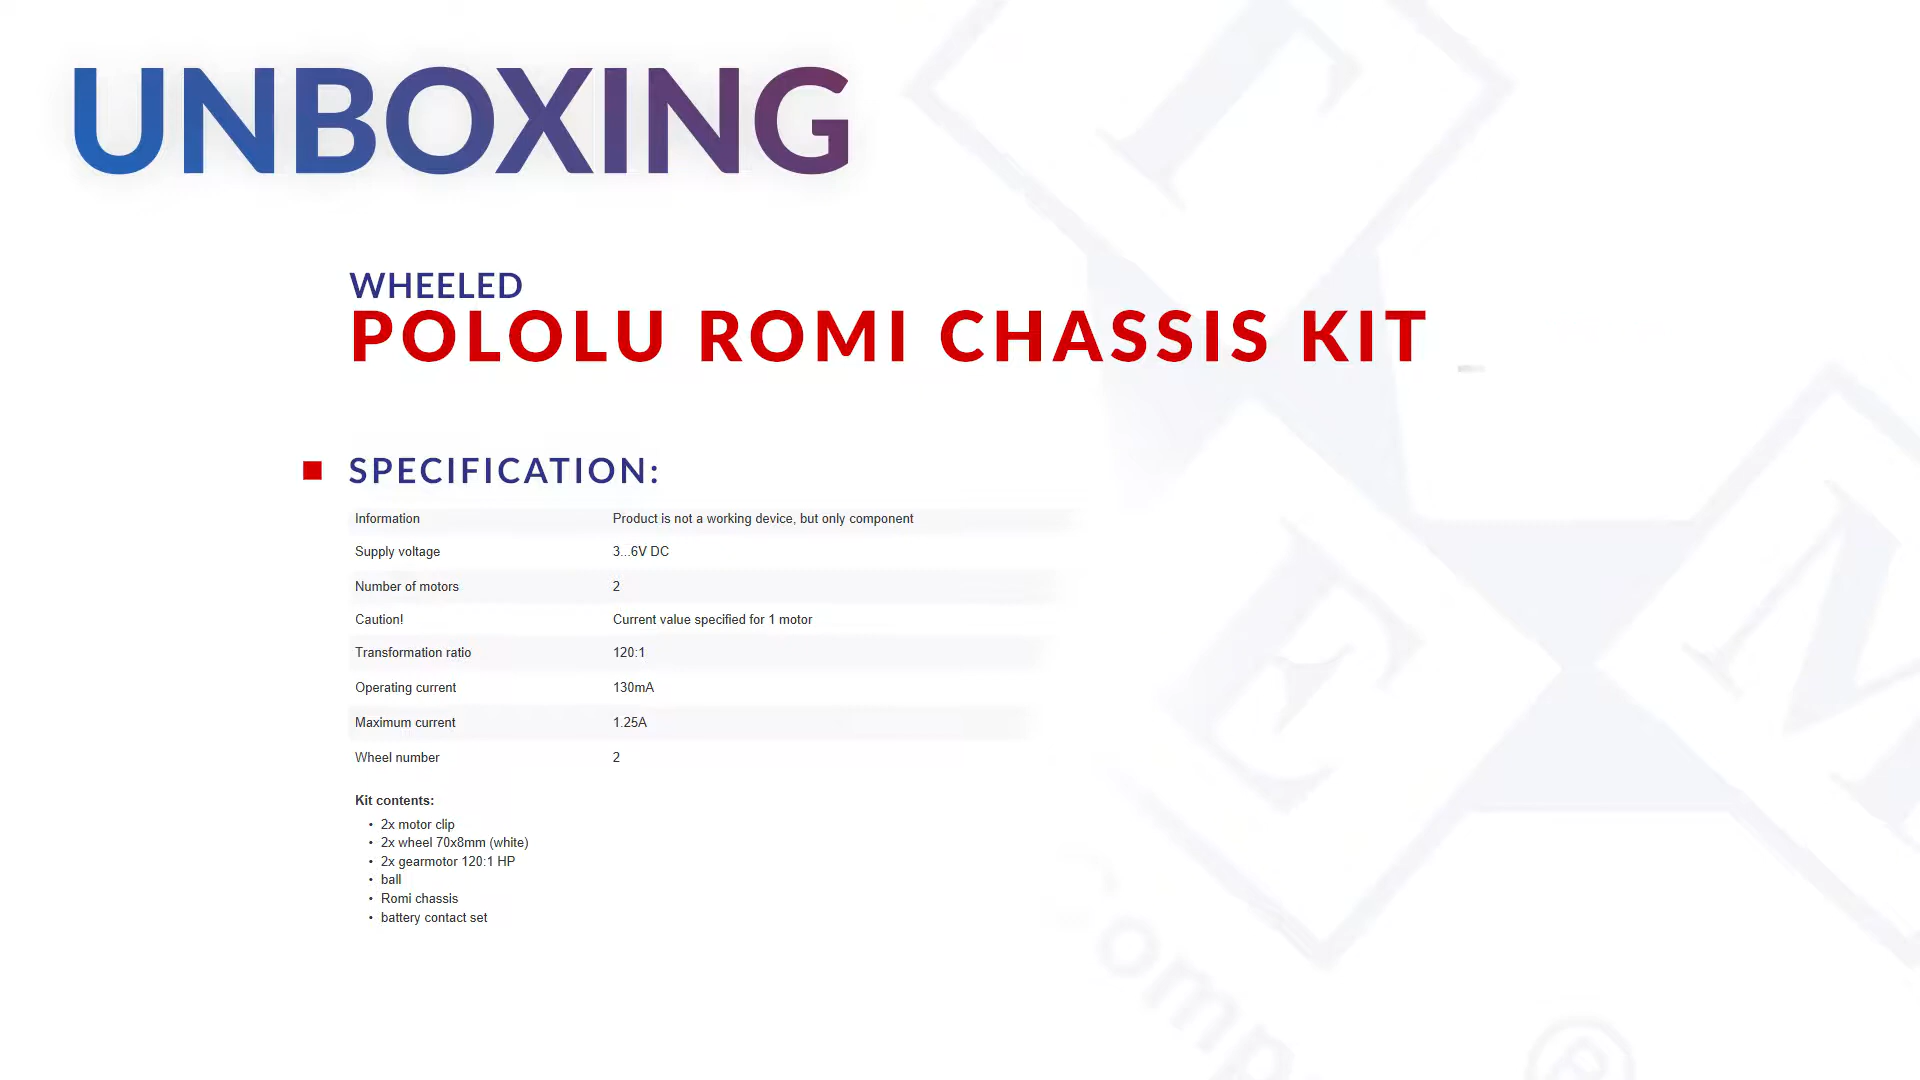 UNBOXING
WHEELED
POLOLU ROMI CHASSIS KIT
SPECIFICATION:
Information Product is not a working device, but only component
Supply voltage 3...6V DC
Number of motors 2
Caution! Current value specified for 1 motor
Transformation ratio 120:1
Operating current 130mA
Maximum current 1.25A
Wheel number 2
Kit contents:
• 2x motor clip
• 2x wheel 70x8mm (white)
• 2x gearmotor 120:1 HP
• ball
• Romi chassis
• battery contact set
T
E
M
®